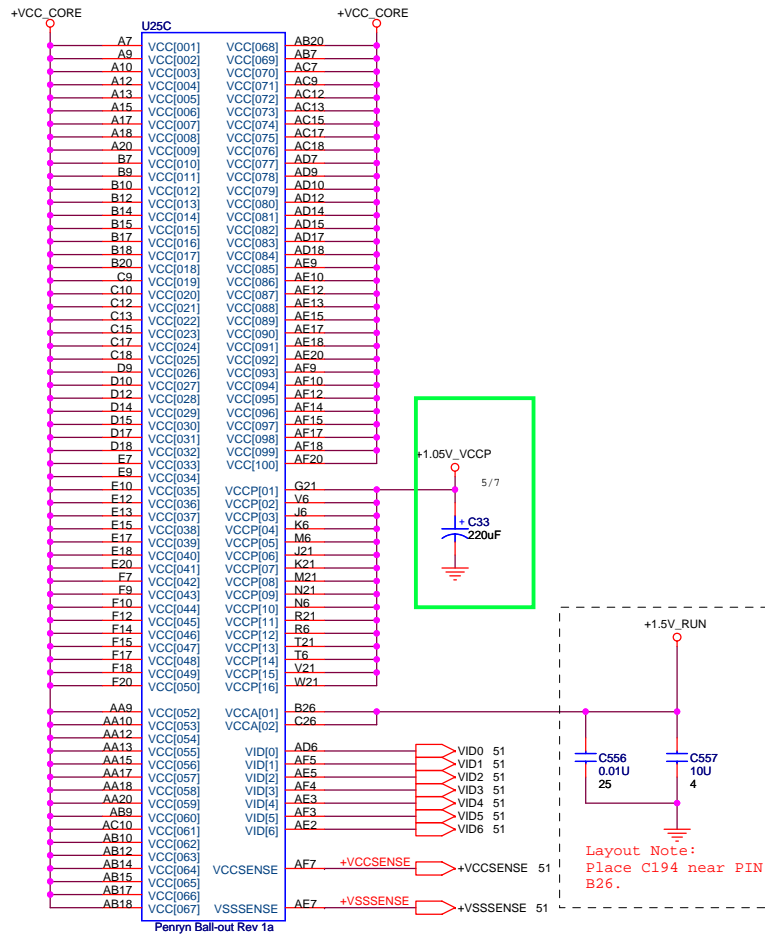 +VCC_CORE +VCC_CORE
U25C
A7 VCC[001] VCC[068] AB20
A9 VCC[002] VCC[069] AB7
A10 VCC[003] VCC[070] AC7
A12 VCC[004] VCC[071] AC9
A13 VCC[005] VCC[072] AC12
A15 VCC[006] VCC[073] AC13
A17 VCC[007] VCC[074] AC15
A18 VCC[008] VCC[075] AC17
A20 VCC[009] VCC[076] AC18
B7 VCC[010] VCC[077] AD7
B9 VCC[011] VCC[078] AD9
B10 VCC[012] VCC[079] AD10
B12 VCC[013] VCC[080] AD12
B14 VCC[014] VCC[081] AD14
B15 VCC[015] VCC[082] AD15
B17 VCC[016] VCC[083] AD17
B18 VCC[017] VCC[084] AD18
B20 VCC[018] VCC[085] AE9
C9 VCC[019] VCC[086] AE10
C10 VCC[020] VCC[087] AE12
C12 VCC[021] VCC[088] AE13
C13 VCC[022] VCC[089] AE15
C15 VCC[023] VCC[090] AE17
C17 VCC[024] VCC[091] AE18
C18 VCC[025] VCC[092] AE20
D9 VCC[026] VCC[093] AF9
D10 VCC[027] VCC[094] AF10
D12 VCC[028] VCC[095] AF12
D14 VCC[029] VCC[096] AF14
D15 VCC[030] VCC[097] AF15
D17 VCC[031] VCC[098] AF17
D18 VCC[032] VCC[099] AF18
E7 VCC[033] VCC[100] AF20
E9 VCC[034]
E10 VCC[035] VCCP[01] G21
E12 VCC[036] VCCP[02] V6
E13 VCC[037] VCCP[03] J6
E15 VCC[038] VCCP[04] K6
E17 VCC[039] VCCP[05] M6
E18 VCC[040] VCCP[06] J21
E20 VCC[041] VCCP[07] K21
F7 VCC[042] VCCP[08] M21
F9 VCC[043] VCCP[09] N21
F10 VCC[044] VCCP[10] N6
F12 VCC[045] VCCP[11] R21
F14 VCC[046] VCCP[12] R6
F15 VCC[047] VCCP[13] T21
F17 VCC[048] VCCP[14] T6
F18 VCC[049] VCCP[15] V21
F20 VCC[050] VCCP[16] W21
AA9 VCC[052] VCCA[01] B26
AA10 VCC[053] VCCA[02] C26
AA12 VCC[054]
AA13 VCC[055] VID[0] AD6 VID0 51
AA15 VCC[056] VID[1] AF5 VID1 51
AA17 VCC[057] VID[2] AE5 VID2 51
AA18 VCC[058] VID[3] AF4 VID3 51
AA20 VCC[059] VID[4] AE3 VID4 51
AB9 VCC[060] VID[5] AF3 VID5 51
AC10 VCC[061] VID[6] AE2 VID6 51
AB10 VCC[062]
AB12 VCC[063]
AB14 VCC[064] VCCSENSE AF7 +VCCSENSE +VCCSENSE 51
AB15 VCC[065]
AB17 VCC[066]
AB18 VCC[067] VSSSENSE AE7 +VSSSENSE +VSSSENSE 51
Penryn Ball-out Rev 1a
+1.05V_VCCP
5/7
+ C33
220uF
+1.5V_RUN
C556
0.01U
25
C557
10U
4
Layout Note:
Place C194 near PIN
B26.